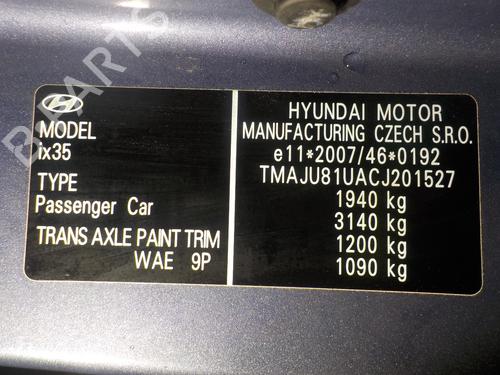 MODEL
ix35
TYPE
Passenger Car
TRANS AXLE PAINT TRIM
WAE 9P
HYUNDAI MOTOR
MANUFACTURING CZECH S.R.O.
e11*2007/46*0192
TMAJU81UACJ201527
1940 kg
3140 kg
1200 kg
1090 kg
B PARTS